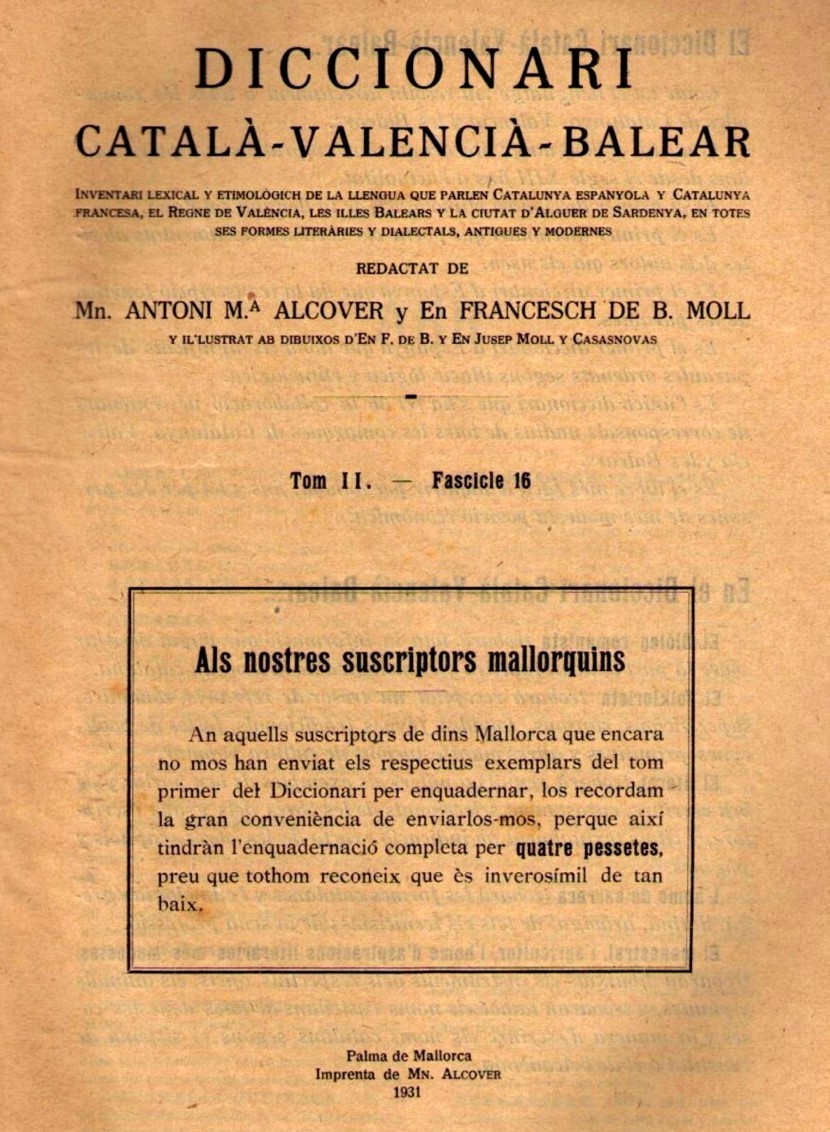 DICCIONARI
CATALÀ-VALENCIÀ-BALEAR
INVENTARI LEXICAL Y ETIMOLÒGICH DE LA LLENGUA QUE PARLEN CATALUNYA ESPANYOLA Y CATALUNYA
FRANCESA, EL REGNE DE VALÈNCIA, LES ILLES BALEARS Y LA CIUTAT D'ALGUER DE SARDENYA, EN TOTES
SES FORMES LITERÀRIES Y DIALECTALS, ANTIGUES Y MODERNES
REDACTAT DE
Mn. ANTONI M.ª ALCOVER y En FRANCESCH DE B. MOLL
Y IL'LUSTRAT AB DIBUIXOS D'EN F. DE B. Y EN JUSEP MOLL Y CASASNOVAS
Tom II. — Fascicle 16
Als nostres suscriptors mallorquins
An aquells suscriptors de dins Mallorca que encara
no mos han enviat els respectius exemplars del tom
primer del Diccionari per enquadernar, los recordam
la gran conveniència de enviarlos-mos, perque així
tindràn l'enquadernació completa per quatre pessetes,
preu que tothom reconeix que ès inverosímil de tan
baix.
Palma de Mallorca
Imprenta de MN. ALCOVER
1931